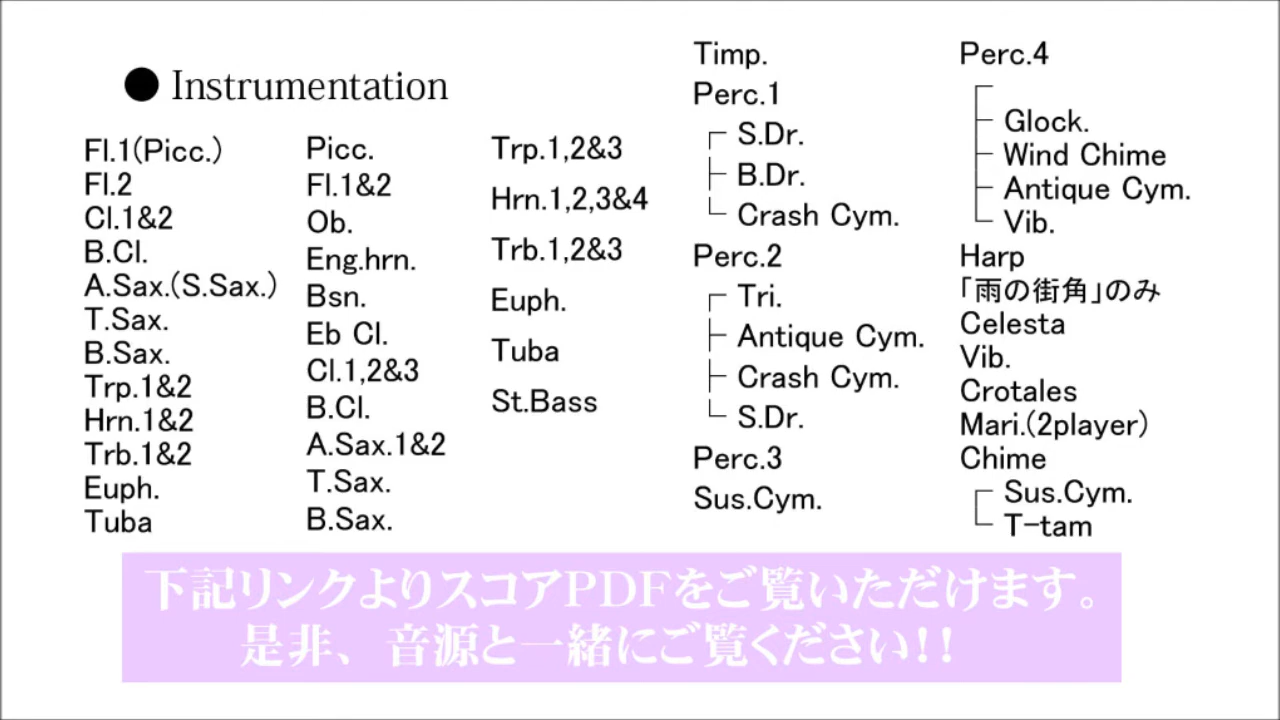 ● Instrumentation
Fl.1(Picc.)
Fl.2
Cl.1&2
B.Cl.
A.Sax.(S.Sax.)
T.Sax.
B.Sax.
Trp.1&2
Hrn.1&2
Trb.1&2
Euph.
Tuba
Picc.
Fl.1&2
Ob.
Eng.hrn.
Bsn.
Eb Cl.
Cl.1,2&3
B.Cl.
A.Sax.1&2
T.Sax.
B.Sax.
Trp.1,2&3
Hrn.1,2,3&4
Trb.1,2&3
Euph.
Tuba
St.Bass
Timp.
Perc.1
S.Dr.
B.Dr.
Crash Cym.
Perc.2
Tri.
Antique Cym.
Crash Cym.
S.Dr.
Perc.3
Sus.Cym.
Perc.4
Glock.
Wind Chime
Antique Cym.
Vib.
Harp
「雨の街角」のみ
Celesta
Vib.
Crotales
Mari.(2player)
Chime
Sus.Cym.
T-tam
下記リンクよりスコアPDFをご覧いただけます。
是非、音源と一緒にご覧ください!!